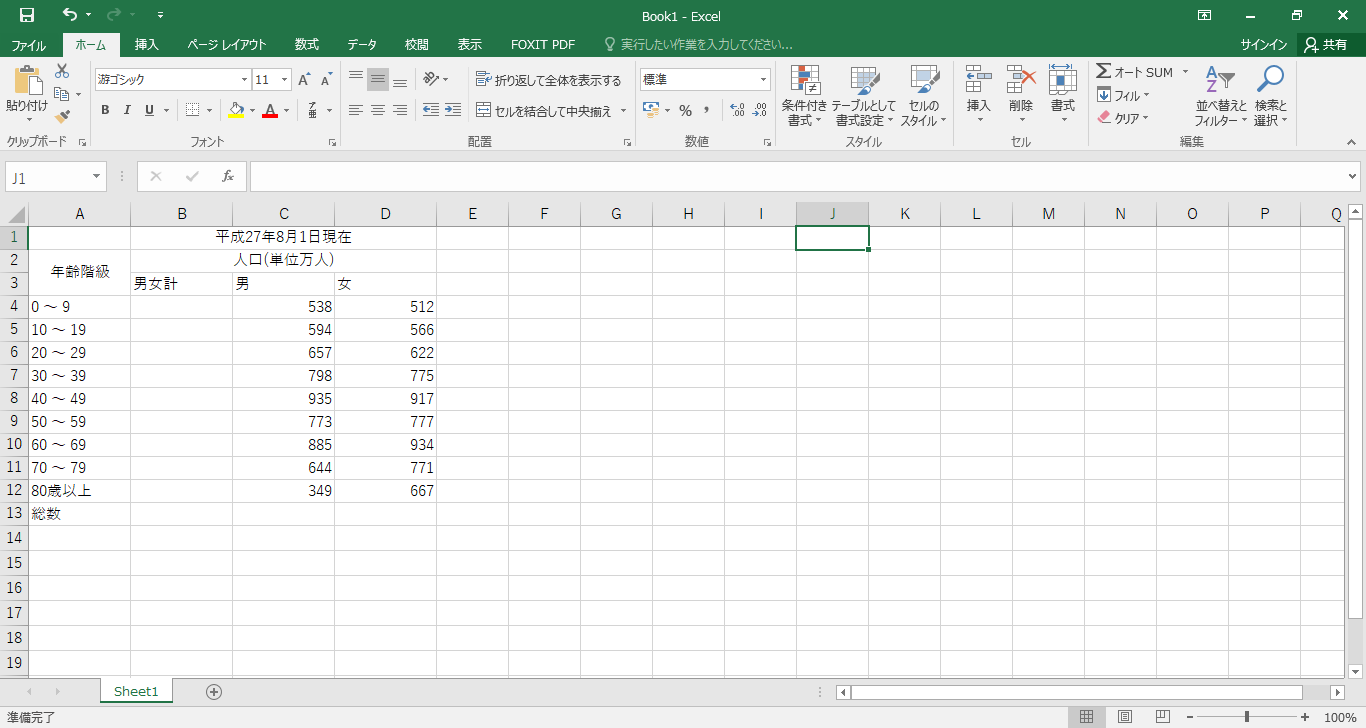 Book1 - Excel
ファイル ホーム 挿入 ページ レイアウト 数式 データ 校閲 表示 FOXIT PDF 実行したい作業を入力してください... サインイン 共有
貼り付け
クリップボード
游ゴシック 11
B I U
フォント
折り返して全体を表示する
セルを結合して中央揃え
配置
標準
% , .0 .00
数値
条件付き書式
テーブルとして書式設定
セルのスタイル
スタイル
挿入 削除 書式
セル
Σ オート SUM
フィル
クリア
並べ替えとフィルター
検索と選択
編集
J1 fx
A B C D E F G H I J K L M N O P Q
1 平成27年8月1日現在
2 年齢階級 人口(単位万人)
3 男女計 男 女
4 0 ～ 9 538 512
5 10 ～ 19 594 566
6 20 ～ 29 657 622
7 30 ～ 39 798 775
8 40 ～ 49 935 917
9 50 ～ 59 773 777
10 60 ～ 69 885 934
11 70 ～ 79 644 771
12 80歳以上 349 667
13 総数
14
15
16
17
18
19
Sheet1
準備完了 100%